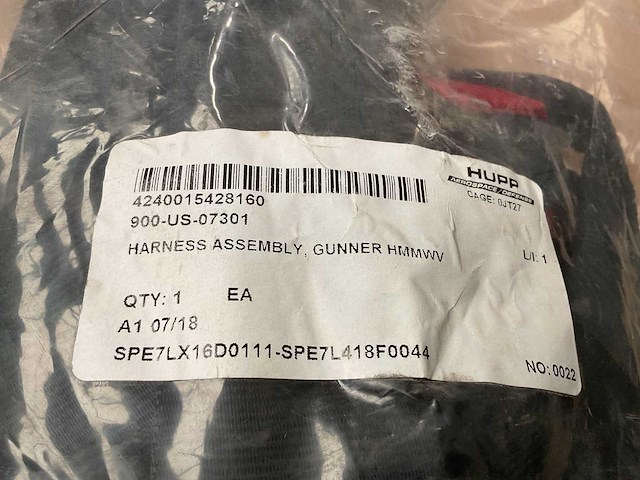 HUPP
AEROSPACE/DEFENSE
CAGE: 0JT27
4240015428160
900-US-07301
HARNESS ASSEMBLY, GUNNER HMMWV
L/I: 1
QTY: 1 EA
A1 07/18
SPE7LX16D0111-SPE7L418F0044
NO: 0022